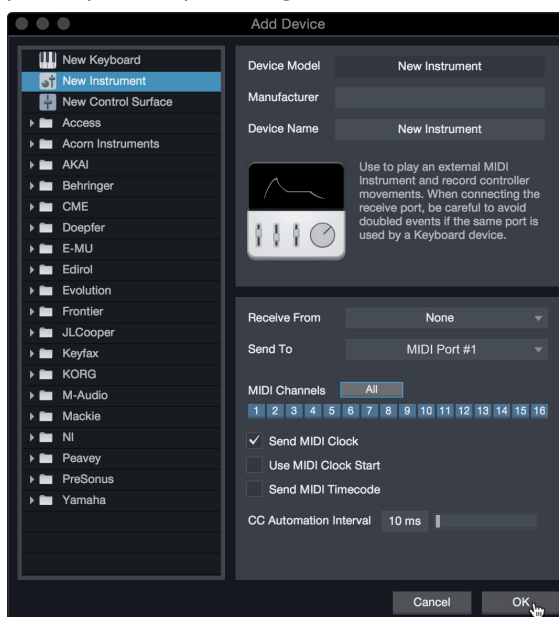 Add Device
New Keyboard
New Instrument
New Control Surface
Access
Acorn Instruments
AKAI
Behringer
CME
Doepfer
E-MU
Edirol
Evolution
Frontier
JLCooper
Keyfax
KORG
M-Audio
Mackie
NI
Peavey
PreSonus
Yamaha
Device Model New Instrument
Manufacturer
Device Name New Instrument
Use to play an external MIDI
Instrument and record controller
movements. When connecting the
receive port, be careful to avoid
doubled events if the same port is
used by a Keyboard device.
Receive From None
Send To MIDI Port #1
MIDI Channels All
1 2 3 4 5 6 7 8 9 10 11 12 13 14 15 16
Send MIDI Clock
Use MIDI Clock Start
Send MIDI Timecode
CC Automation Interval 10 ms
Cancel OK